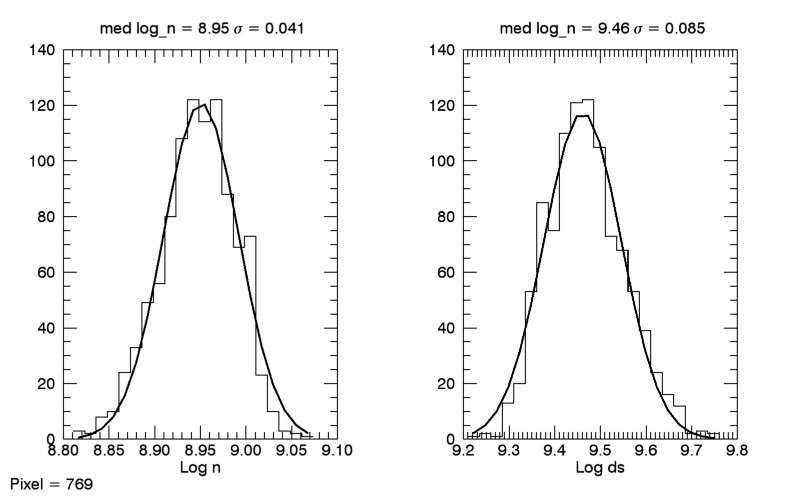 med log_n = 8.95 σ = 0.041
140
120
100
80
60
40
20
0
8.80 8.85 8.90 8.95 9.00 9.05 9.10
Log n
med log_n = 9.46 σ = 0.085
140
120
100
80
60
40
20
0
9.2 9.3 9.4 9.5 9.6 9.7 9.8
Log ds
Pixel = 769